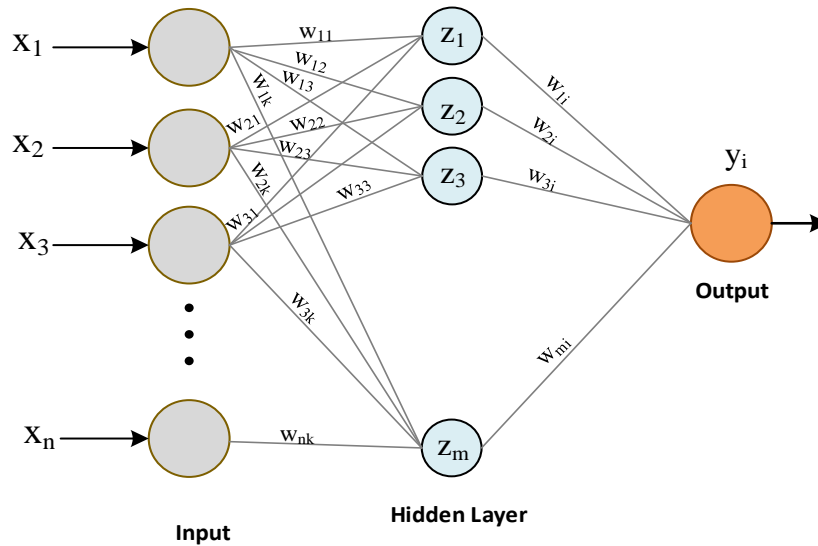 x1
x2
x3
xn
w11
w12
w13
w1k
w21
w22
w23
w2k
w31
w33
w3k
wnk
z1
z2
z3
zm
w1i
w2i
w3i
wmi
yi
Output
Hidden Layer
Input